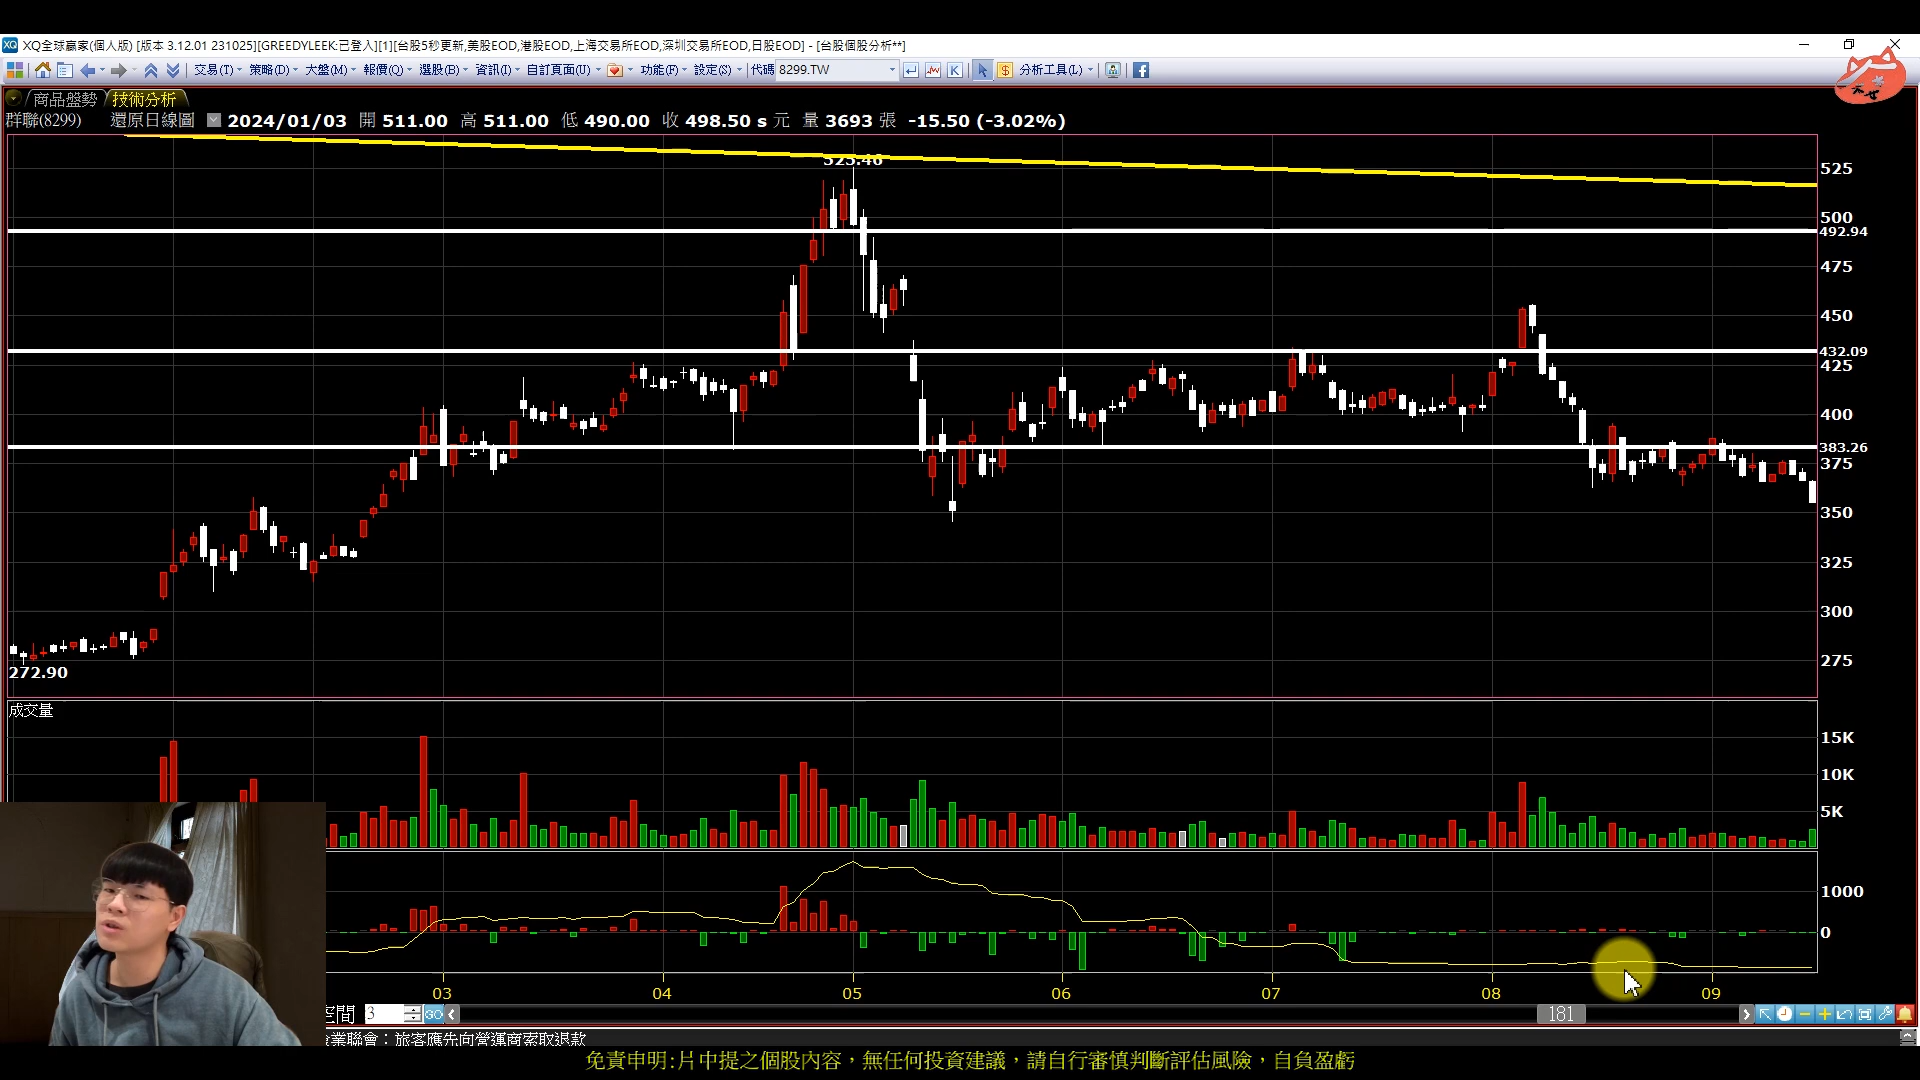 XQ全球贏家(個人版) [版本 3.12.01 231025][GREEDYLEEK:已登入][1][台股5秒更新,美股EOD,港股EOD,上海交易所EOD,深圳交易所EOD,日股EOD] - [台股個股分析**]
交易(T) 策略(D) 大盤(M) 報價(Q) 選股(B) 資訊(I) 自訂頁面(U) 功能(F) 設定(S) 代碼 8299.TW K $ 分析工具(L)
商品盤勢 技術分析
群聯(8299) 還原日線圖 2024/01/03 開 511.00 高 511.00 低 490.00 收 498.50 s 元 量 3693 張 -15.50 (-3.02%)
525.46
525
500
492.94
475
450
432.09
425
400
383.26
375
350
325
300
275
272.90
成交量
15K
10K
5K
1000
0
03 04 05 06 07 08 09
空間 3 GO 181
業聯會：旅客應先向營運商索取退款
免責申明:片中提之個股內容，無任何投資建議，請自行審慎判斷評估風險，自負盈虧